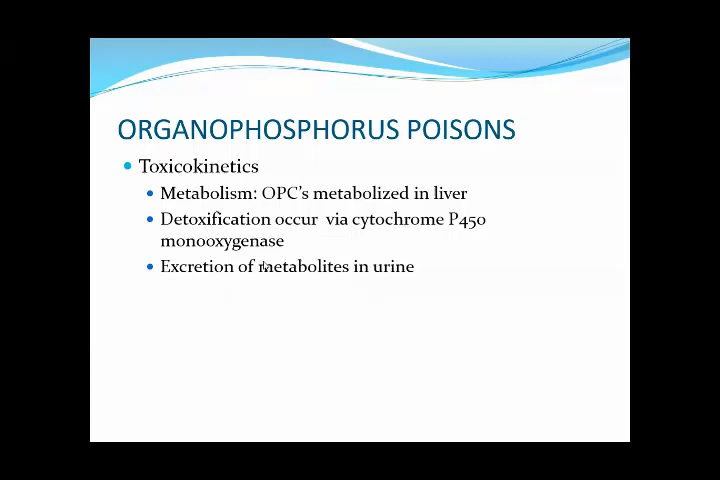 ORGANOPHOSPHORUS POISONS
Toxicokinetics
Metabolism: OPC's metabolized in liver
Detoxification occur via cytochrome P450
monooxygenase
Excretion of metabolites in urine